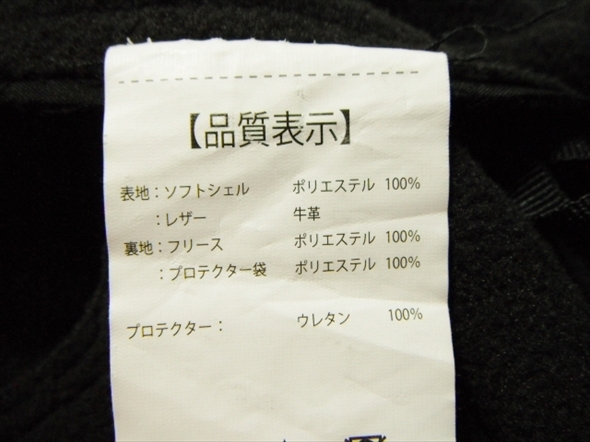 【品質表示】
表地：ソフトシェル ポリエステル 100%
：レザー 牛革
裏地：フリース ポリエステル 100%
：プロテクター袋 ポリエステル 100%
プロテクター： ウレタン 100%